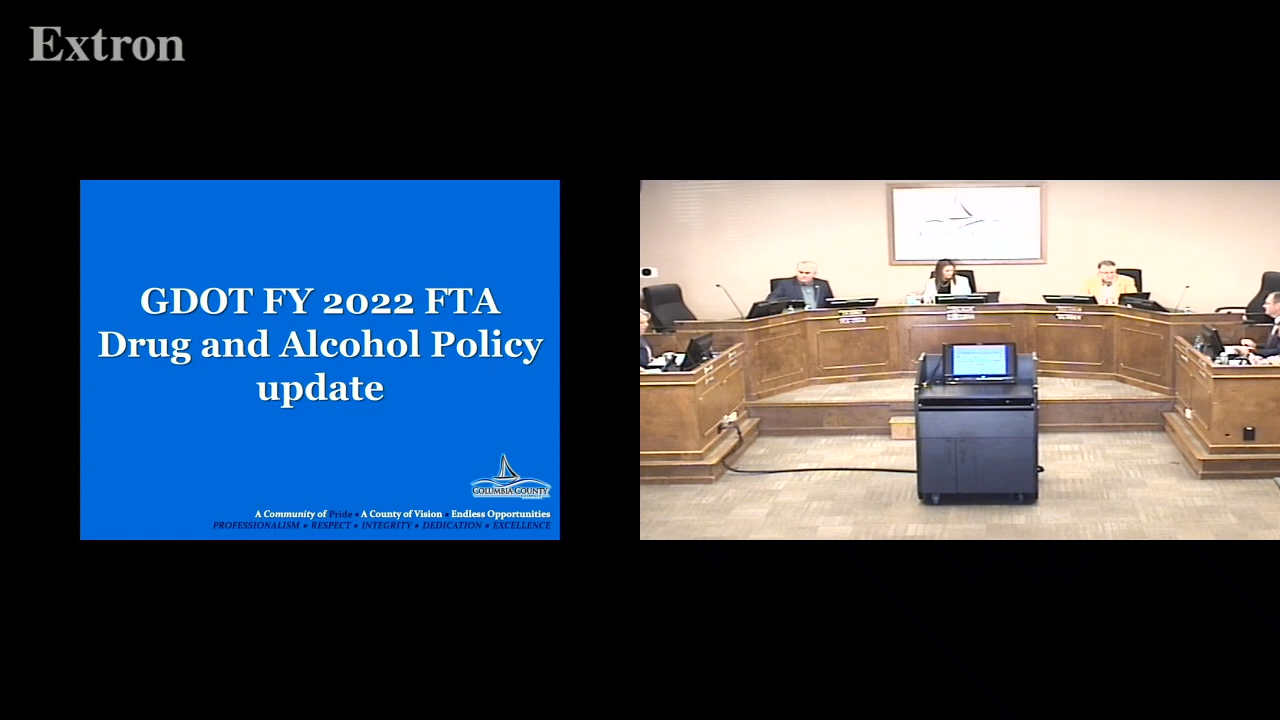 Extron
GDOT FY 2022 FTA
Drug and Alcohol Policy
update
COLUMBIA COUNTY
A Community of Pride • A County of Vision • Endless Opportunities
PROFESSIONALISM • RESPECT • INTEGRITY • DEDICATION • EXCELLENCE